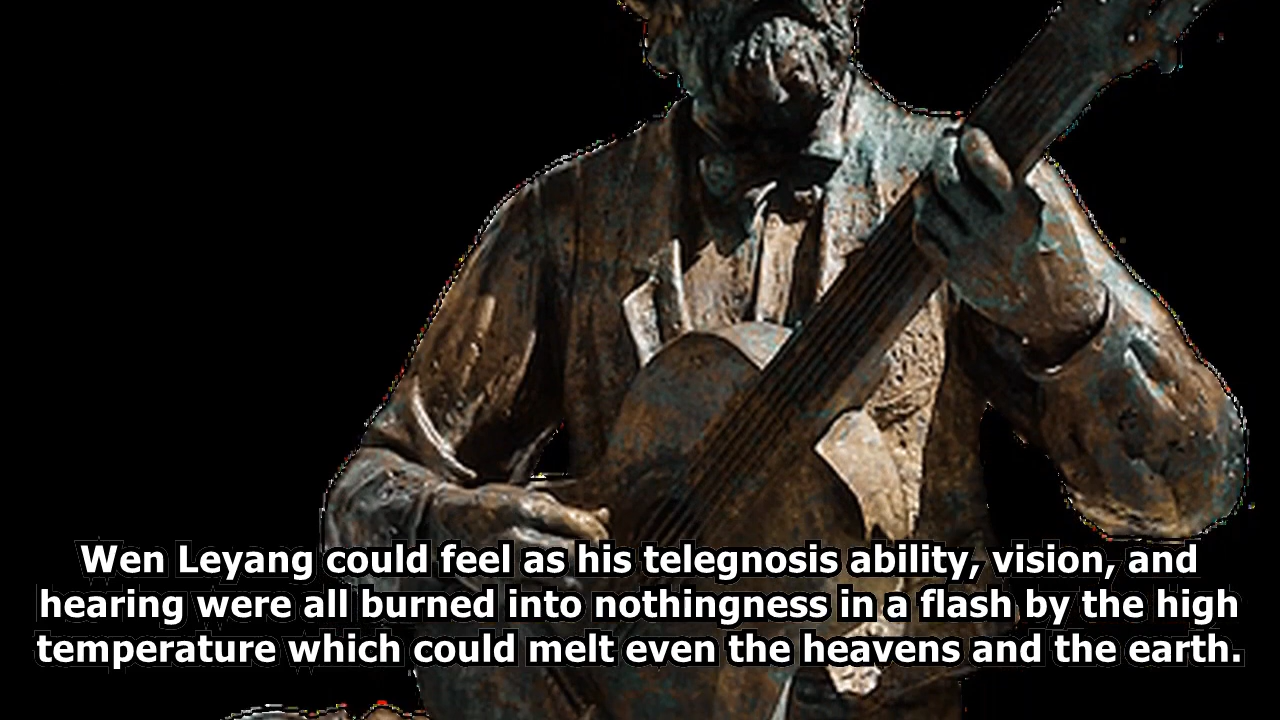 Wen Leyang could feel as his telegnosis ability, vision, and
hearing were all burned into nothingness in a flash by the high
temperature which could melt even the heavens and the earth.